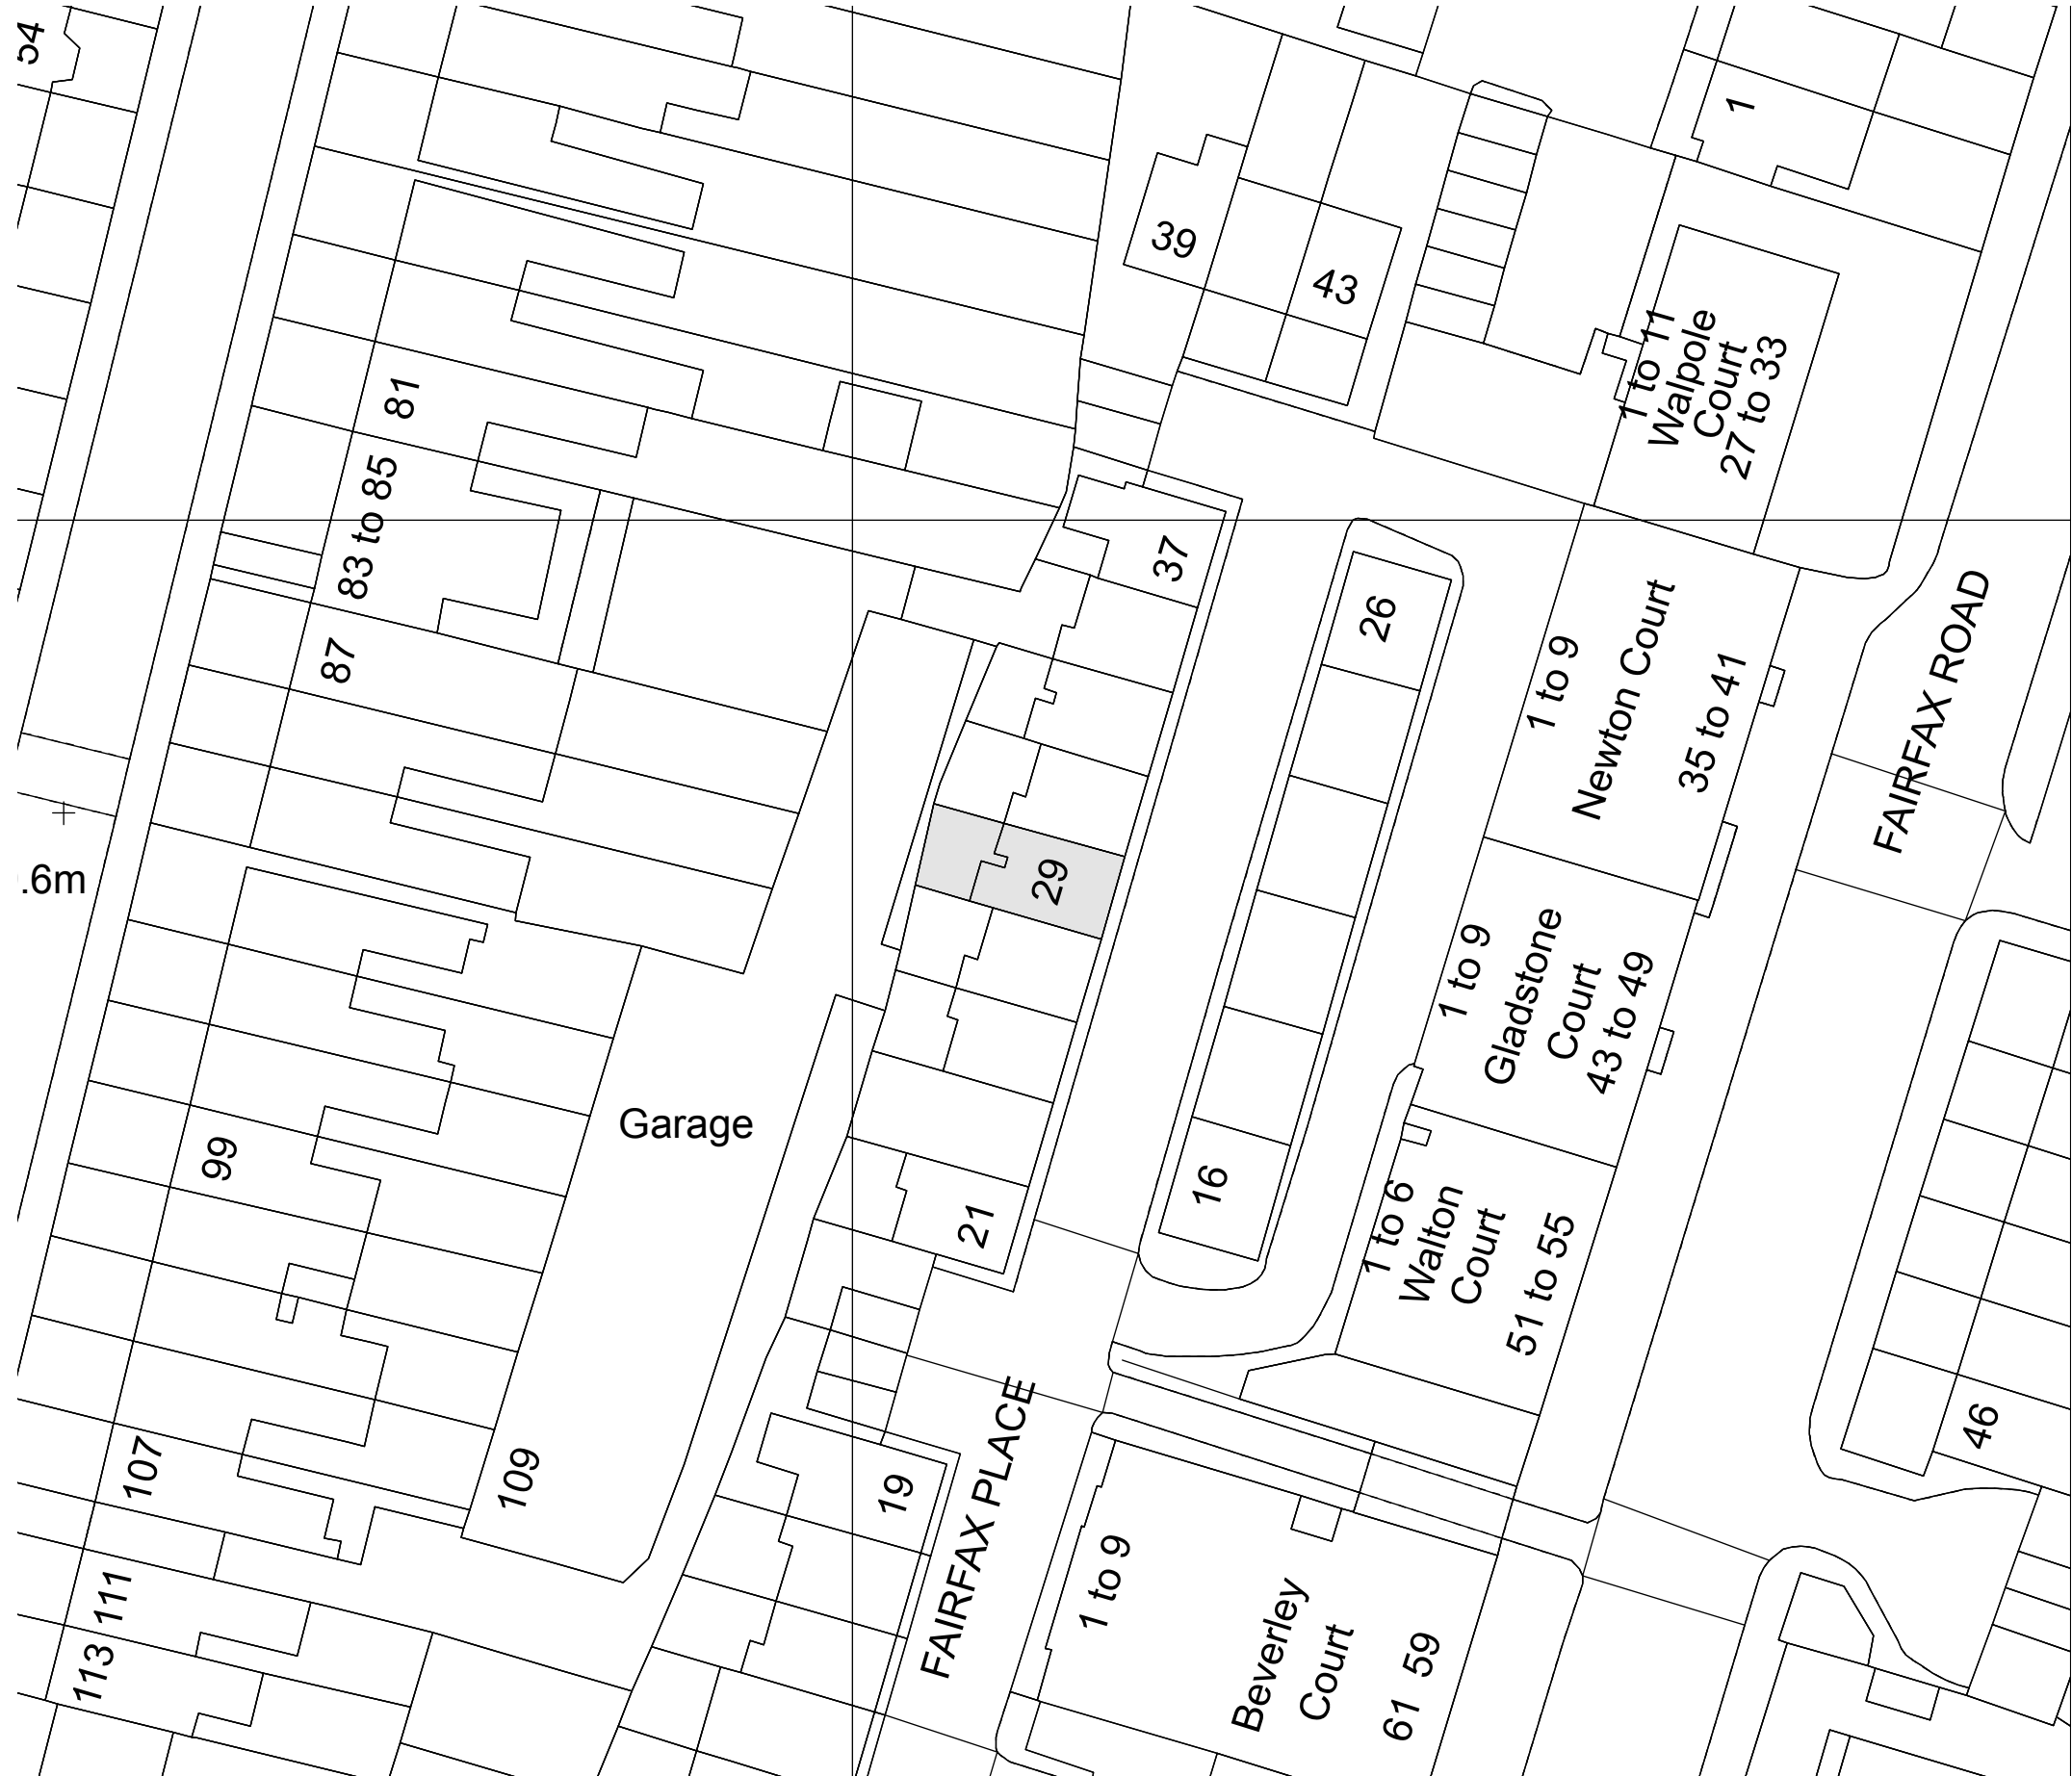 54
1
39
43
1 to 11
Walpole
Court
27 to 33
81
83 to 85
37
26
1 to 9
Newton Court
35 to 41
FAIRFAX ROAD
87
.6m
29
1 to 9
Gladstone
Court
43 to 49
Garage
99
16
21
1 to 6
Walton
Court
51 to 55
46
107
109
19
FAIRFAX PLACE
111
113
1 to 9
Beverley
Court
61 59